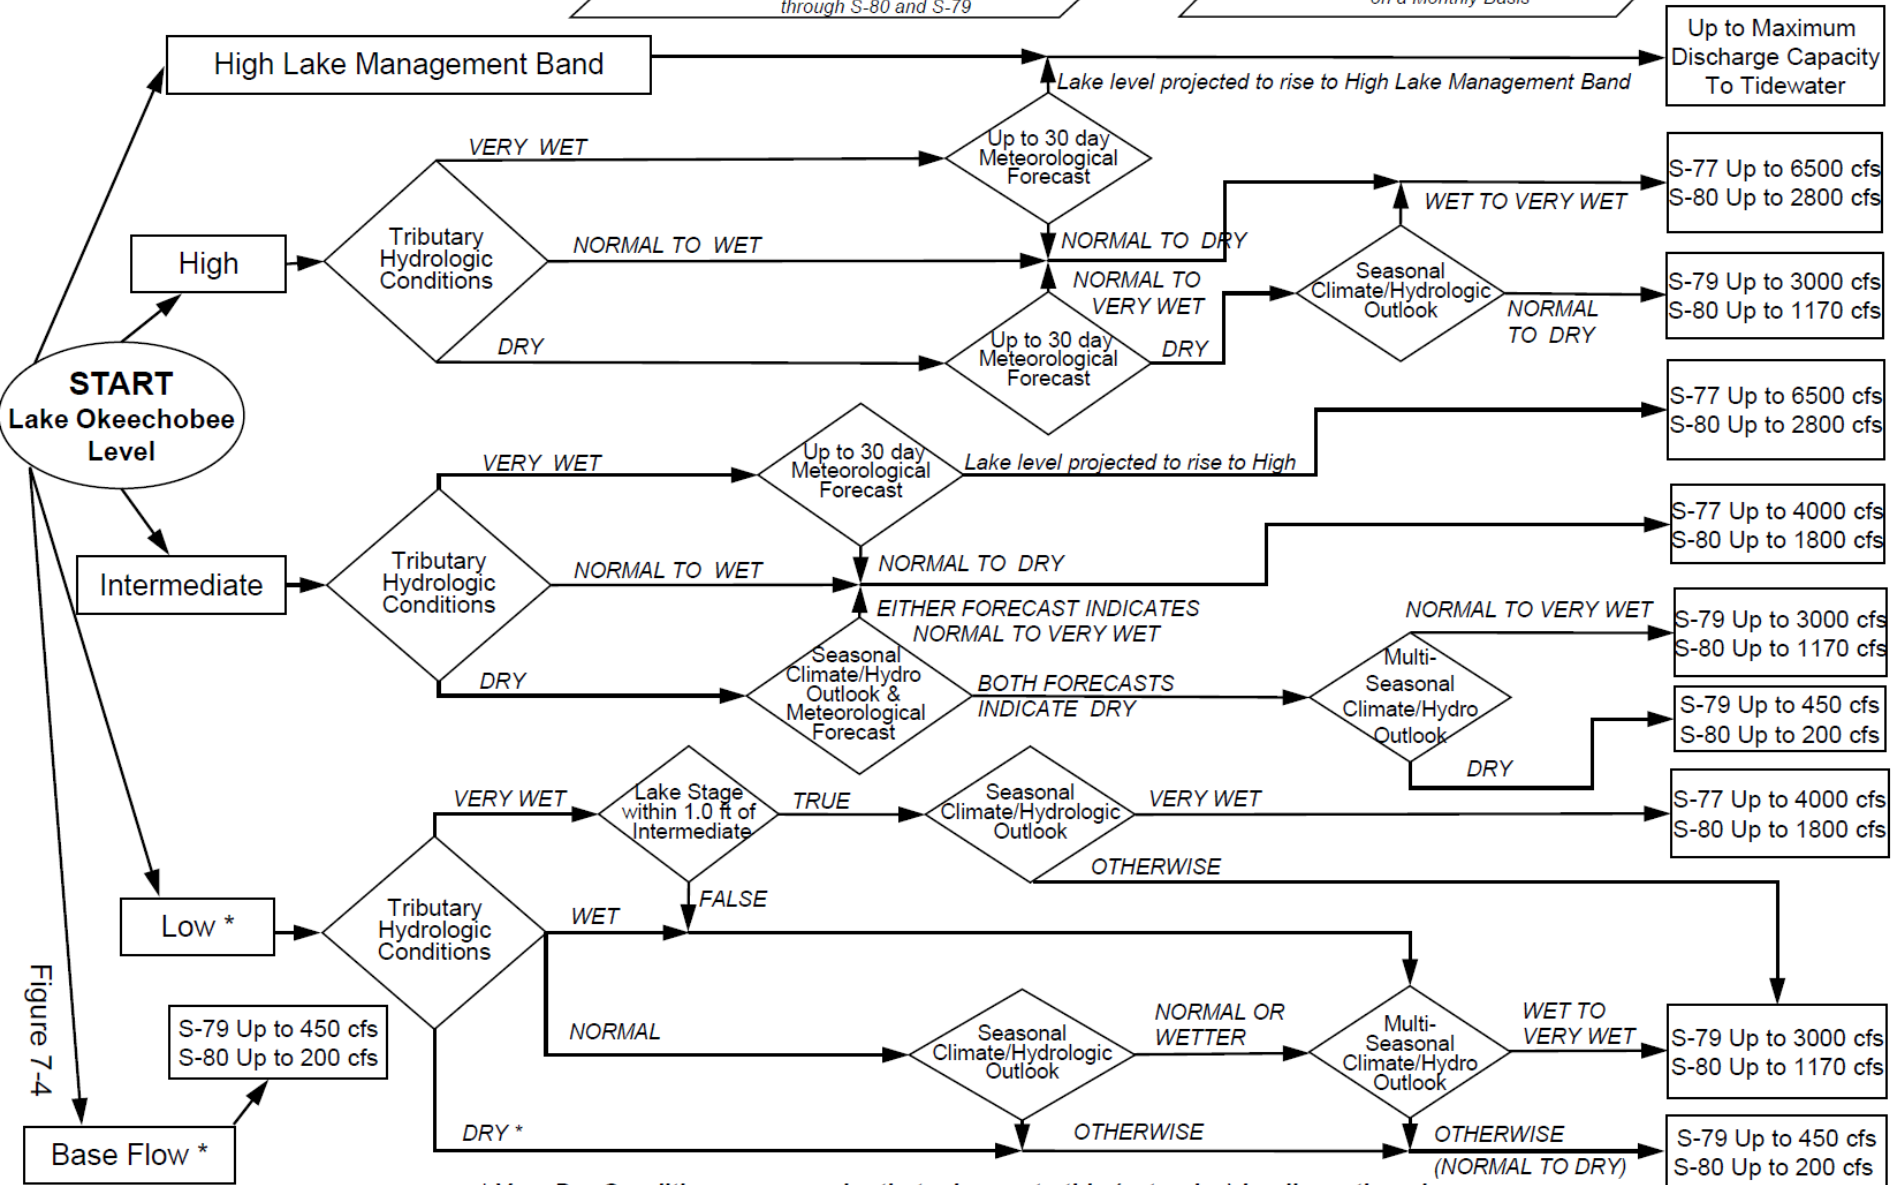 through S-80 and S-79
on a Monthly Basis
High Lake Management Band
Lake level projected to rise to High Lake Management Band
Up to Maximum
Discharge Capacity
To Tidewater
High
Tributary
Hydrologic
Conditions
VERY WET
Up to 30 day
Meteorological
Forecast
NORMAL TO WET
NORMAL TO DRY
NORMAL TO
VERY WET
DRY
Up to 30 day
Meteorological
Forecast
DRY
Seasonal
Climate/Hydrologic
Outlook
WET TO VERY WET
S-77 Up to 6500 cfs
S-80 Up to 2800 cfs
NORMAL
TO DRY
S-79 Up to 3000 cfs
S-80 Up to 1170 cfs
START
Lake Okeechobee
Level
Intermediate
Tributary
Hydrologic
Conditions
VERY WET
Up to 30 day
Meteorological
Forecast
Lake level projected to rise to High
S-77 Up to 6500 cfs
S-80 Up to 2800 cfs
NORMAL TO WET
NORMAL TO DRY
S-77 Up to 4000 cfs
S-80 Up to 1800 cfs
EITHER FORECAST INDICATES
NORMAL TO VERY WET
DRY
Seasonal
Climate/Hydro
Outlook &
Meteorological
Forecast
BOTH FORECASTS
INDICATE DRY
Multi-
Seasonal
Climate/Hydro
Outlook
NORMAL TO VERY WET
S-79 Up to 3000 cfs
S-80 Up to 1170 cfs
DRY
S-79 Up to 450 cfs
S-80 Up to 200 cfs
Low *
Tributary
Hydrologic
Conditions
VERY WET
Lake Stage
within 1.0 ft of
Intermediate
TRUE
Seasonal
Climate/Hydrologic
Outlook
VERY WET
S-77 Up to 4000 cfs
S-80 Up to 1800 cfs
OTHERWISE
FALSE
WET
NORMAL
Seasonal
Climate/Hydrologic
Outlook
NORMAL OR
WETTER
Multi-
Seasonal
Climate/Hydro
Outlook
WET TO
VERY WET
S-79 Up to 3000 cfs
S-80 Up to 1170 cfs
DRY *
OTHERWISE
OTHERWISE
(NORMAL TO DRY)
S-79 Up to 450 cfs
S-80 Up to 200 cfs
Figure 7-4
S-79 Up to 450 cfs
S-80 Up to 200 cfs
Base Flow *